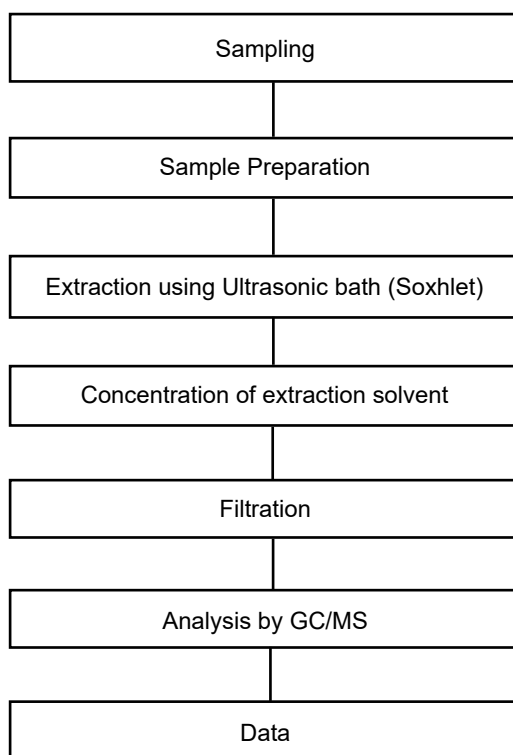 Sampling
Sample Preparation
Extraction using Ultrasonic bath (Soxhlet)
Concentration of extraction solvent
Filtration
Analysis by GC/MS
Data